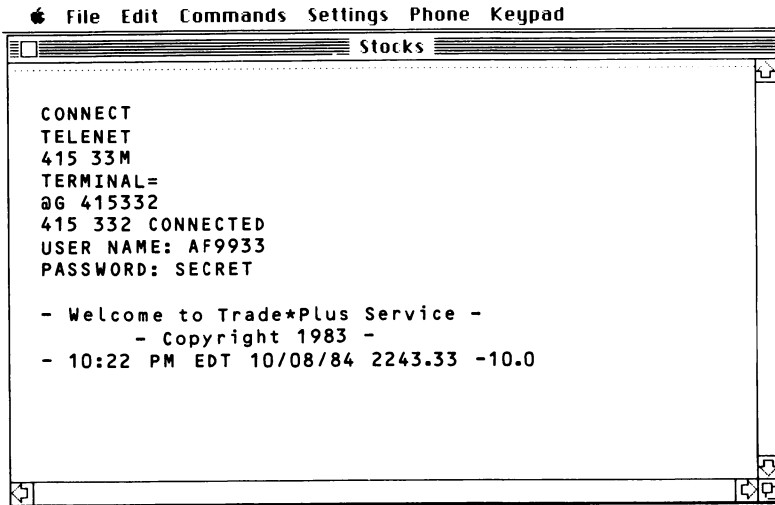 File Edit Commands Settings Phone Keypad
Stocks
CONNECT
TELENET
415 33M
TERMINAL=
@G 415332
415 332 CONNECTED
USER NAME: AF9933
PASSWORD: SECRET
- Welcome to Trade*Plus Service -
- Copyright 1983 -
- 10:22 PM EDT 10/08/84 2243.33 -10.0